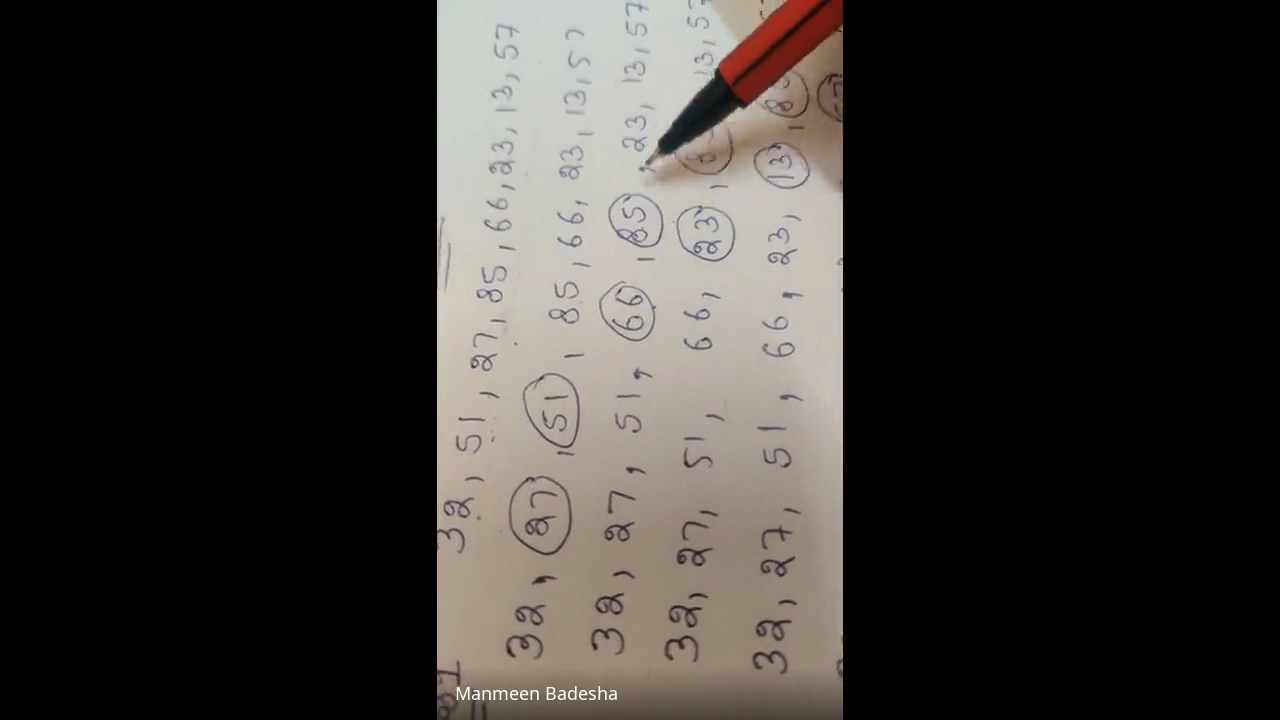 32, 51, 27, 85, 66, 23, 13, 57
32, 27, 51, 85, 66, 23, 13, 57
32, 27, 51, 66, 85, 23, 13, 57
32, 27, 51, 66, 23, 85, 13, 57
32, 27, 51, 66, 23, 13, 85
Manmeen Badesha